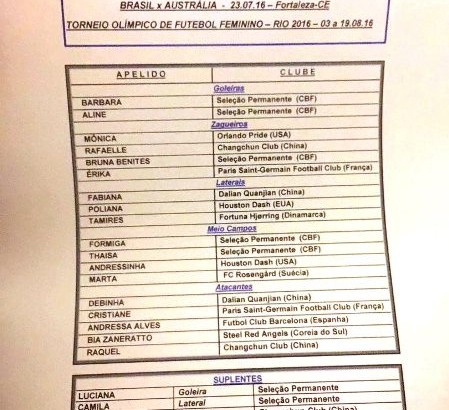 BRASIL x AUSTRÁLIA - 23.07.16 – Fortaleza-CE
TORNEIO OLÍMPICO DE FUTEBOL FEMININO – RIO 2016 – 03 a 19.08.16
APELIDO CLUBE
Goleiras
BARBARA Seleção Permanente (CBF)
ALINE Seleção Permanente (CBF)
Zagueiros
MÔNICA Orlando Pride (USA)
RAFAELLE Changchun Club (China)
BRUNA BENITES Seleção Permanente (CBF)
ÉRIKA Paris Saint-Germain Football Club (França)
Laterais
FABIANA Dalian Quanjian (China)
POLIANA Houston Dash (EUA)
TAMIRES Fortuna Hjørring (Dinamarca)
Meio Campos
FORMIGA Seleção Permanente (CBF)
THAISA Seleção Permanente (CBF)
ANDRESSINHA Houston Dash (USA)
MARTA FC Rosengård (Suécia)
Atacantes
DEBINHA Dalian Quanjian (China)
CRISTIANE Paris Saint-Germain Football Club (França)
ANDRESSA ALVES Futbol Club Barcelona (Espanha)
BIA ZANERATTO Steel Red Angels (Coreia do Sul)
RAQUEL Changchun Club (China)
SUPLENTES
LUCIANA Goleira Seleção Permanente
CAMILA Lateral Seleção Permanente